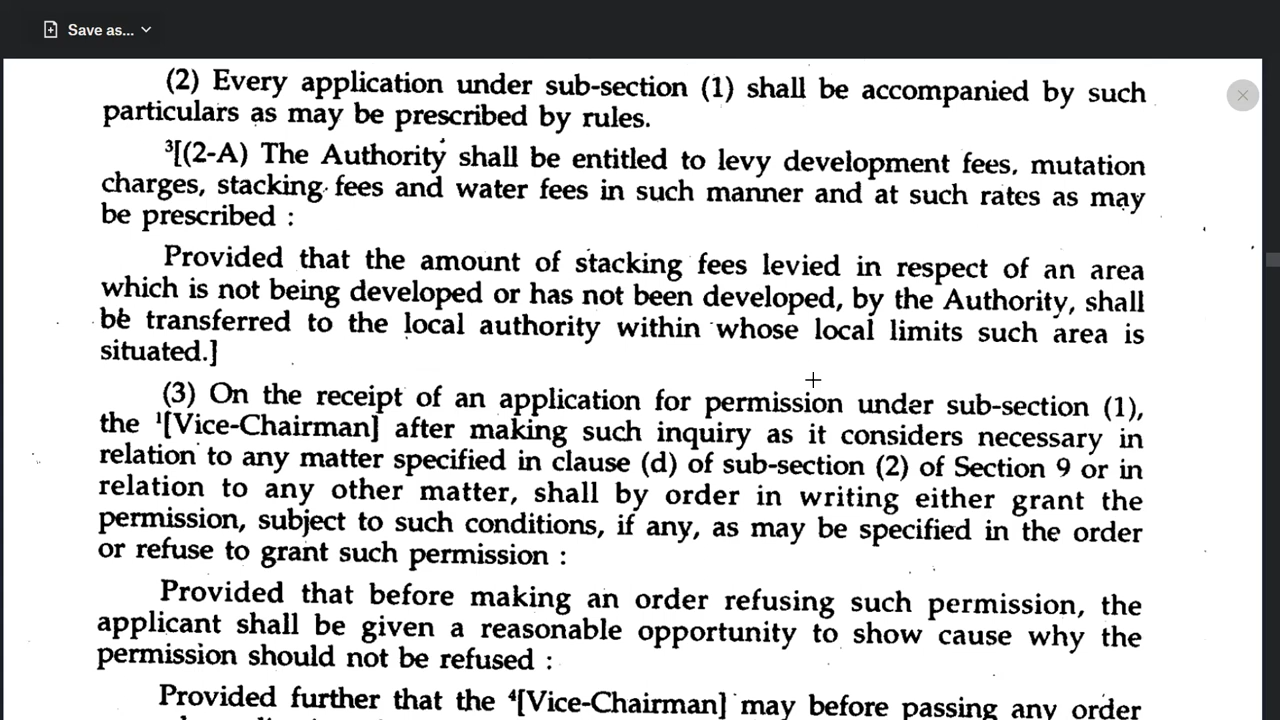 Save as...
(2) Every application under sub-section (1) shall be accompanied by such
particulars as may be prescribed by rules.
³[(2-A) The Authority shall be entitled to levy development fees, mutation
charges, stacking fees and water fees in such manner and at such rates as may
be prescribed :
Provided that the amount of stacking fees levied in respect of an area
which is not being developed or has not been developed, by the Authority, shall
be transferred to the local authority within whose local limits such area is
situated.]
(3) On the receipt of an application for permission under sub-section (1),
the ¹[Vice-Chairman] after making such inquiry as it considers necessary in
relation to any matter specified in clause (d) of sub-section (2) of Section 9 or in
relation to any other matter, shall by order in writing either grant the
permission, subject to such conditions, if any, as may be specified in the order
or refuse to grant such permission :
Provided that before making an order refusing such permission, the
applicant shall be given a reasonable opportunity to show cause why the
permission should not be refused :
Provided further that the ⁴[Vice-Chairman] may before passing any order